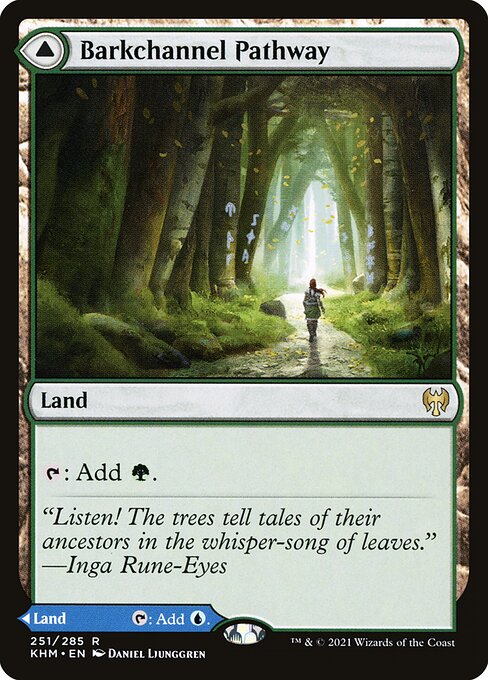 Barkchannel Pathway
Land
: Add .
“Listen! The trees tell tales of their
ancestors in the whisper-song of leaves.”
—Inga Rune-Eyes
Land : Add
251/285 R
KHM • EN Daniel Ljunggren
™ & © 2021 Wizards of the Coast